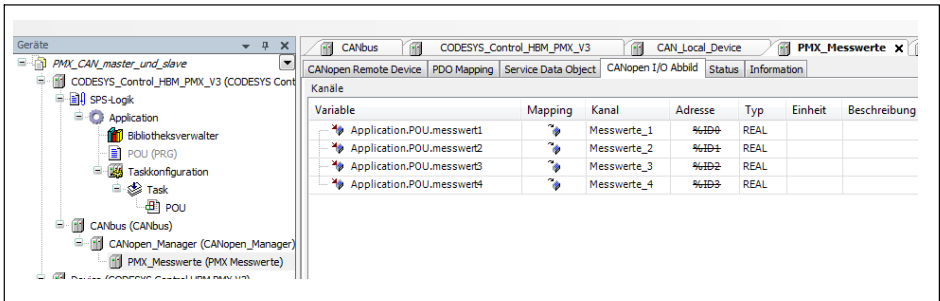 Geräte
CANbus
CODESYS_Control_HBM_PMX_V3
CAN_Local_Device
PMX_Messwerte
PMX_CAN_master_und_slave
CODESYS_Control_HBM_PMX_V3 (CODESYS Cont
SPS-Logik
Application
Bibliotheksverwalter
POU (PRG)
Taskkonfiguration
Task
POU
CANbus (CANbus)
CANopen_Manager (CANopen_Manager)
PMX_Messwerte (PMX Messwerte)
Device (CODESYS Control HBM PMX V3)
CANopen Remote Device PDO Mapping Service Data Object CANopen I/O Abbild Status Information
Kanäle
Variable Mapping Kanal Adresse Typ Einheit Beschreibung
Application.POU.messwert1 Messwerte_1 %ID0 REAL
Application.POU.messwert2 Messwerte_2 %ID1 REAL
Application.POU.messwert3 Messwerte_3 %ID2 REAL
Application.POU.messwert4 Messwerte_4 %ID3 REAL